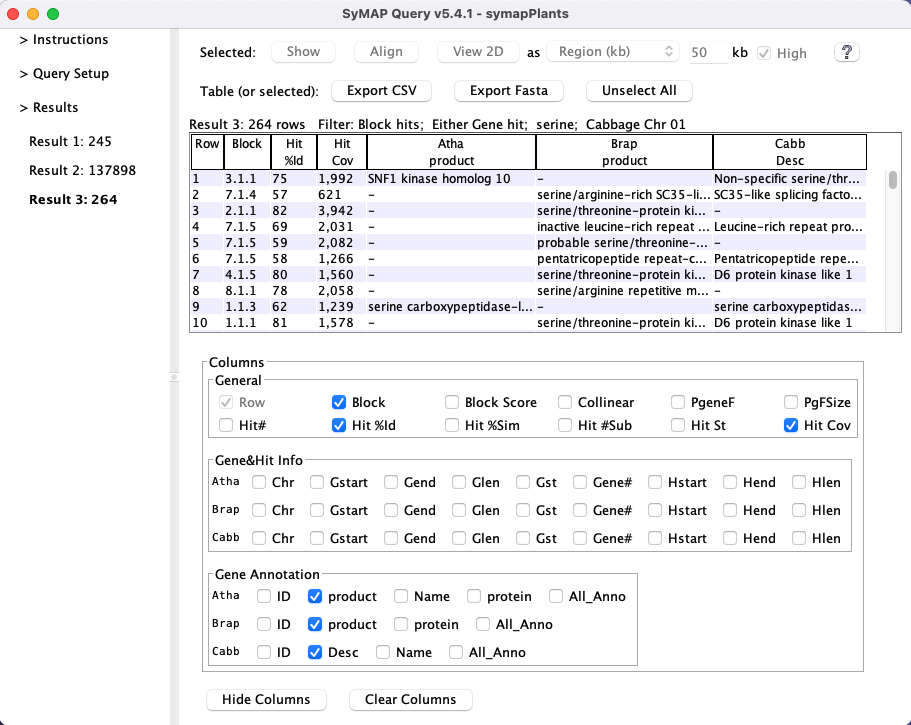 SyMAP Query v5.4.1 - symapPlants
> Instructions
> Query Setup
> Results
Result 1: 245
Result 2: 137898
Result 3: 264
Selected: Show Align View 2D as Region (kb) 50 kb High ?
Table (or selected): Export CSV Export Fasta Unselect All
Result 3: 264 rows Filter: Block hits; Either Gene hit; serine; Cabbage Chr 01
Row Block Hit %Id Hit Cov Atha product Brap product Cabb Desc
1 3.1.1 75 1,992 SNF1 kinase homolog 10 – Non-specific serine/thr...
2 7.1.4 57 621 – serine/arginine-rich SC35-li... SC35-like splicing facto...
3 2.1.1 82 3,942 – serine/threonine-protein ki... –
4 7.1.5 69 2,031 – inactive leucine-rich repeat ... Leucine-rich repeat pro...
5 7.1.5 59 2,082 – probable serine/threonine-... –
6 7.1.5 58 1,266 – pentatricopeptide repeat-c... Pentatricopeptide repe...
7 4.1.5 80 1,560 – serine/threonine-protein ki... D6 protein kinase like 1
8 8.1.1 78 2,058 – serine/arginine repetitive m... –
9 1.1.3 62 1,239 serine carboxypeptidase-l... – serine carboxypeptidas...
10 1.1.1 81 1,578 – serine/threonine-protein ki... D6 protein kinase like 1
Columns
General
Row Block Block Score Collinear PgeneF PgFSize
Hit# Hit %Id Hit %Sim Hit #Sub Hit St Hit Cov
Gene&Hit Info
Atha Chr Gstart Gend Glen Gst Gene# Hstart Hend Hlen
Brap Chr Gstart Gend Glen Gst Gene# Hstart Hend Hlen
Cabb Chr Gstart Gend Glen Gst Gene# Hstart Hend Hlen
Gene Annotation
Atha ID product Name protein All_Anno
Brap ID product protein All_Anno
Cabb ID Desc Name All_Anno
Hide Columns Clear Columns